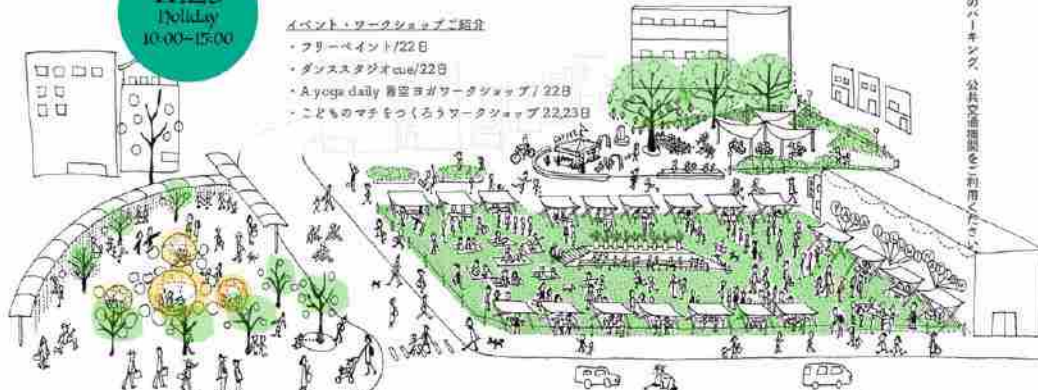 Holiday
10:00–15:00
イベント・ワークショップご紹介
・フリーペイント/22日
・ダンススタジオcue/22日
・A yoga daily 青空ヨガワークショップ / 22日
・こどものマチをつくろうワークショップ 22,23日
のパーキング、公共交通機関をご利用ください